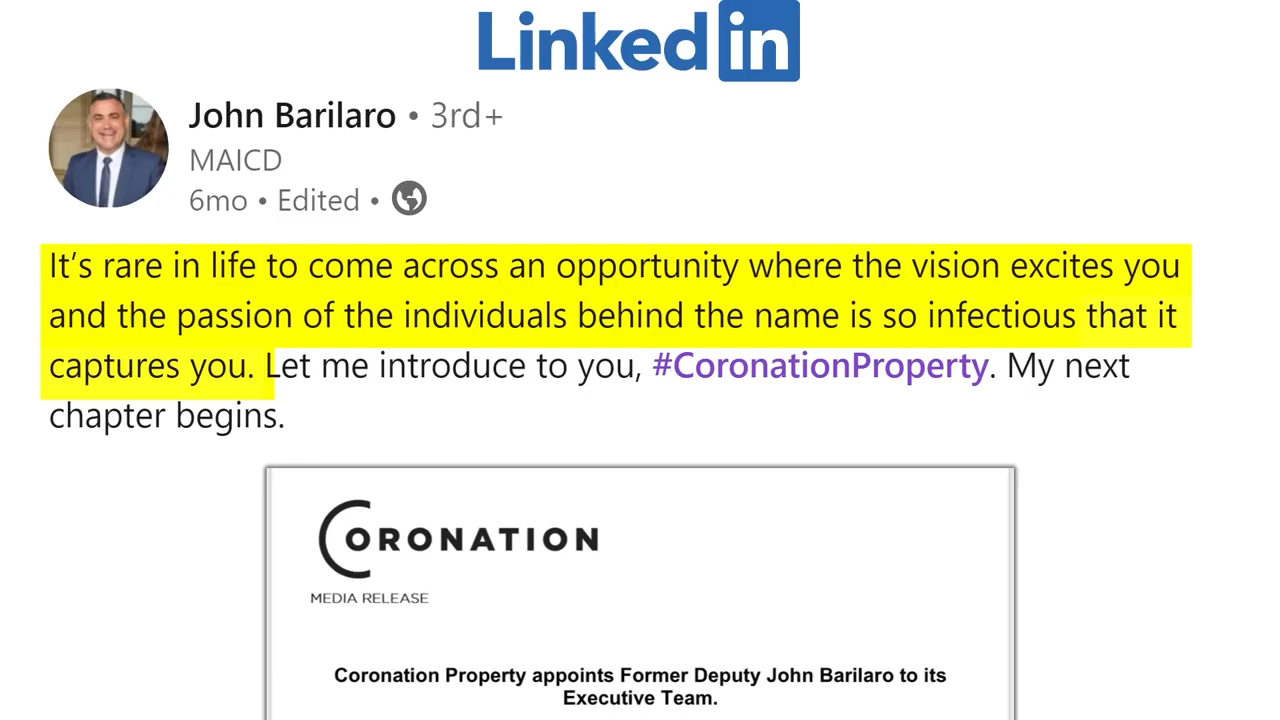 Linked in
John Barilaro • 3rd+
MAICD
6mo • Edited •
It’s rare in life to come across an opportunity where the vision excites you
and the passion of the individuals behind the name is so infectious that it
captures you. Let me introduce to you, #CoronationProperty. My next
chapter begins.
CORONATION
MEDIA RELEASE
Coronation Property appoints Former Deputy John Barilaro to its
Executive Team.